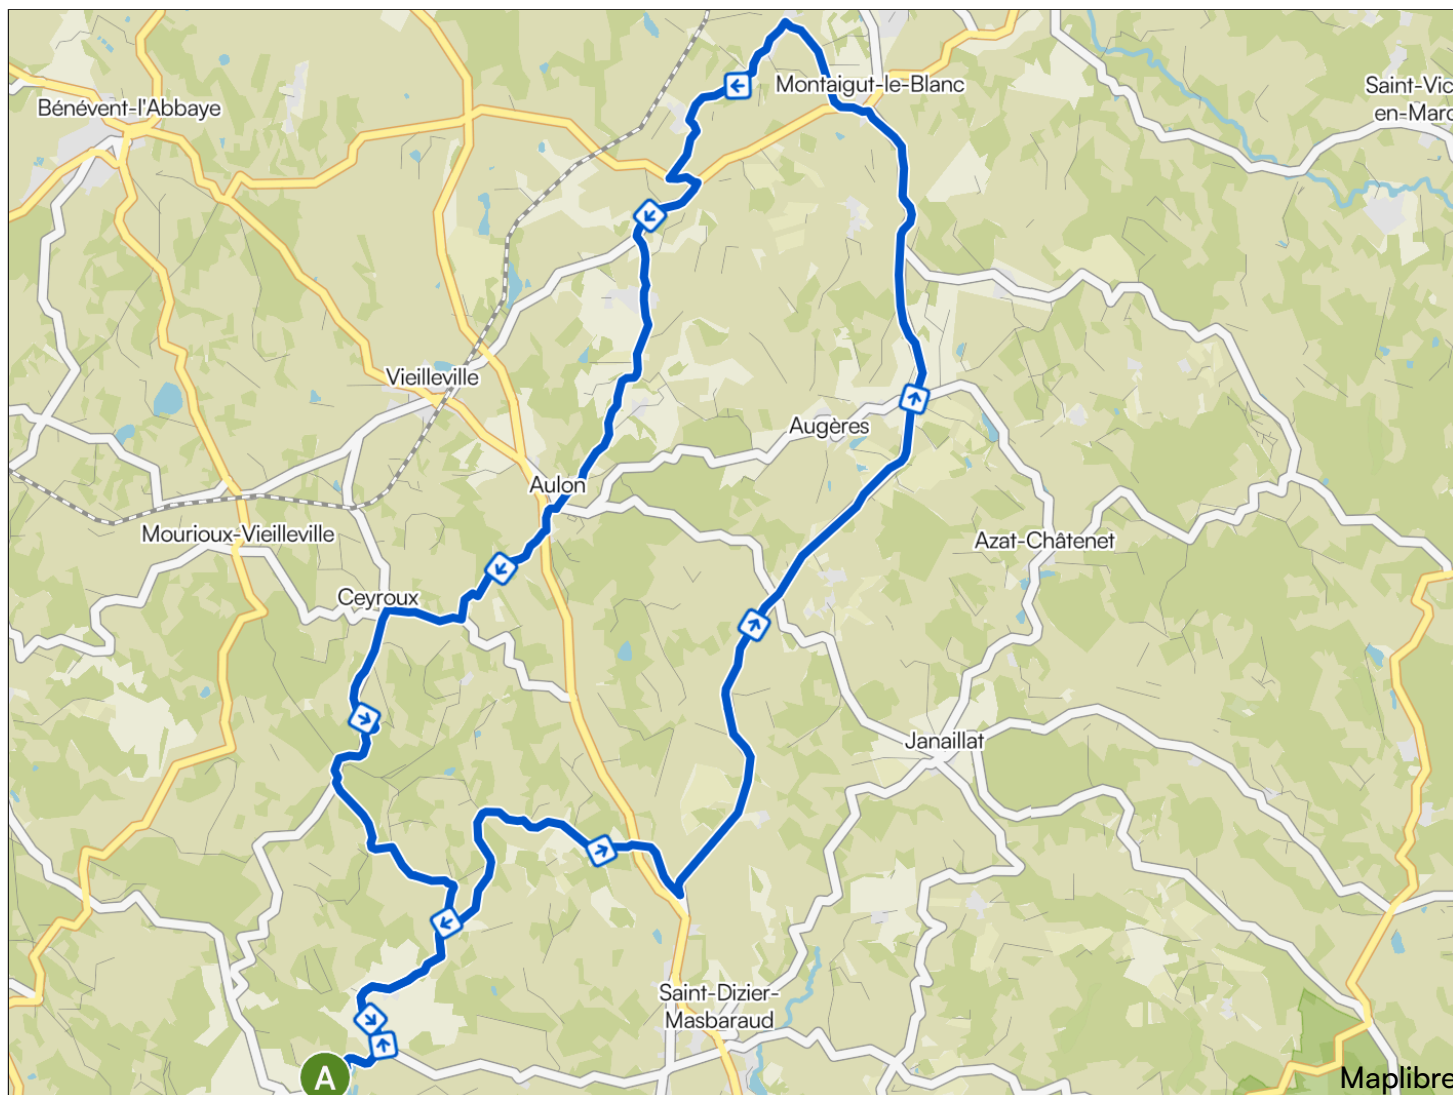 Montaigut-le-Blanc
Saint-Vic
en-Marc
Bénévent-l'Abbaye
Vieilleville
Augères
Aulon
Mourioux-Vieilleville
Azat-Châtenet
Ceyroux
Janaillat
Saint-Dizier-
Masbaraud
A
Maplibre